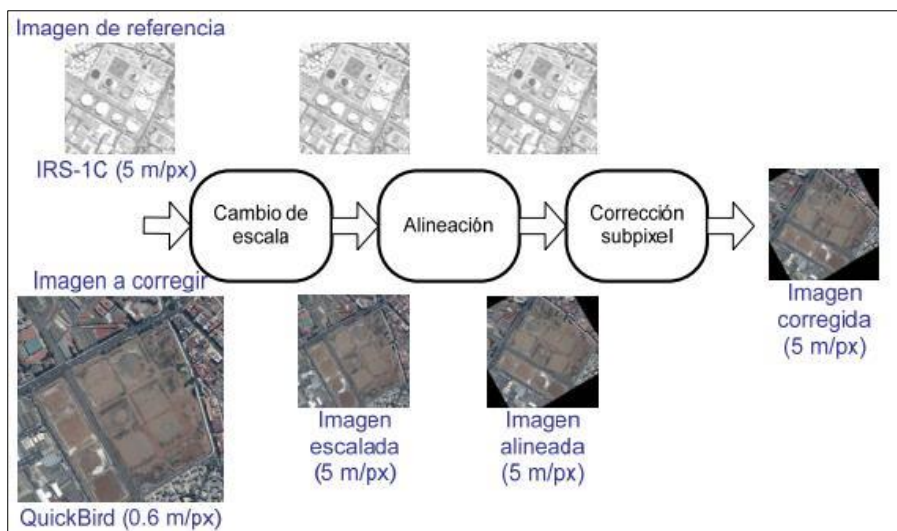 Imagen de referencia
IRS-1C (5 m/px)
Cambio de
escala
Alineación
Corrección
subpixel
Imagen a corregir
QuickBird (0.6 m/px)
Imagen
escalada
(5 m/px)
Imagen
alineada
(5 m/px)
Imagen
corregida
(5 m/px)